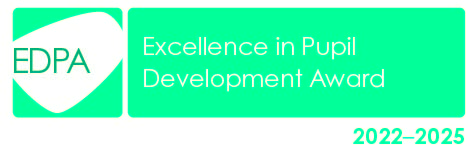 EDPA
Excellence in Pupil
Development Award
2022–2025